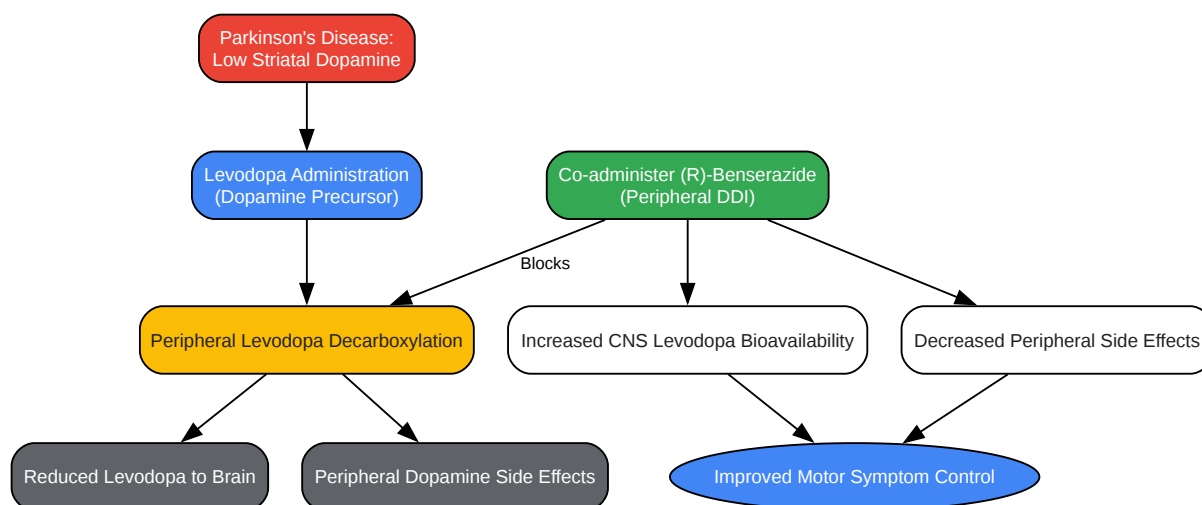 Parkinson's Disease:
Low Striatal Dopamine
Levodopa Administration
(Dopamine Precursor)
Co-administer (R)-Benserazide
(Peripheral DDI)
Blocks
Peripheral Levodopa Decarboxylation
Increased CNS Levodopa Bioavailability
Decreased Peripheral Side Effects
Reduced Levodopa to Brain
Peripheral Dopamine Side Effects
Improved Motor Symptom Control